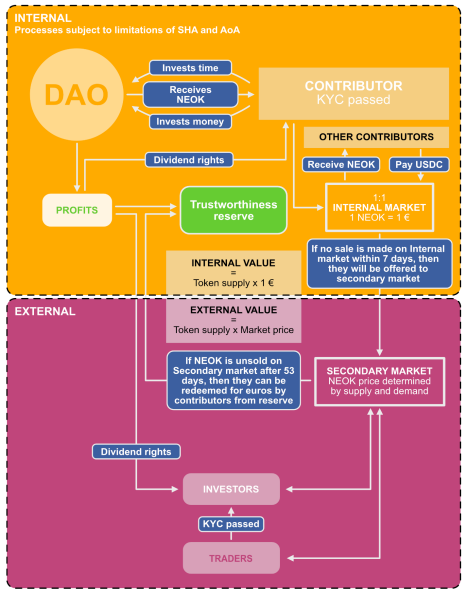 INTERNAL
Processes subject to limitations of SHA and AoA
DAO
Invests time
Receives
NEOK
Invests money
CONTRIBUTOR
KYC passed
OTHER CONTRIBUTORS
Dividend rights
Receive NEOK
Pay USDC
PROFITS
Trustworthiness
reserve
1:1
INTERNAL MARKET
1 NEOK = 1 €
If no sale is made on Internal
market within 7 days, then
they will be offered to
secondary market
INTERNAL VALUE
=
Token supply x 1 €
EXTERNAL
EXTERNAL VALUE
=
Token supply x Market price
If NEOK is unsold on
Secondary market after 53
days, then they can be
redeemed for euros by
contributors from reserve
SECONDARY MARKET
NEOK price determined
by supply and demand
Dividend rights
INVESTORS
KYC passed
TRADERS